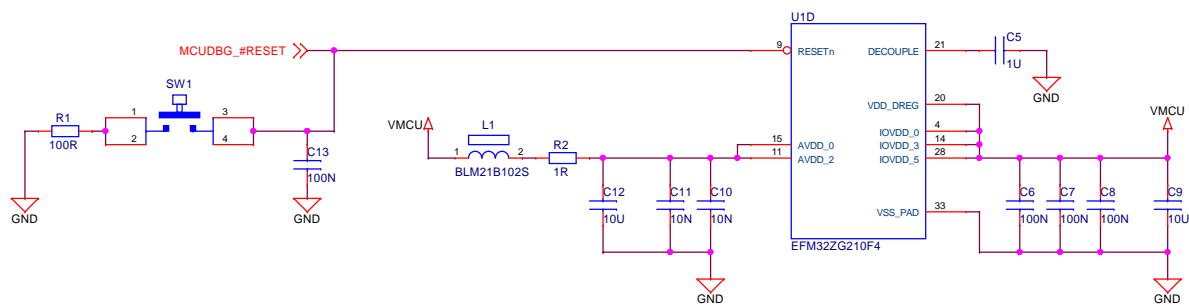 U1D
MCUDBG_#RESET
9
RESETn
DECOUPLE
21
C5
1U
GND
SW1
R1
100R
1
2
3
4
C13
100N
GND
GND
VMCU
L1
1
2
BLM21B102S
R2
1R
15
AVDD_0
11
AVDD_2
VDD_DREG
20
IOVDD_0
4
IOVDD_3
14
IOVDD_5
28
VMCU
C12
10U
C11
10N
C10
10N
GND
VSS_PAD
33
EFM32ZG210F4
C6
100N
C7
100N
C8
100N
C9
10U
GND